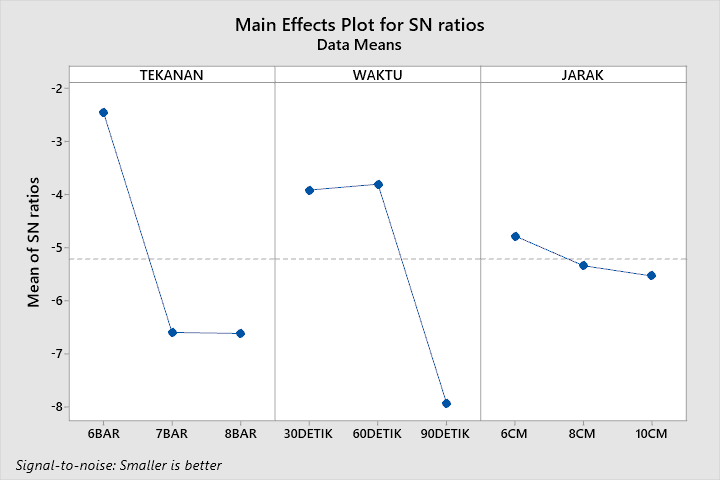 Main Effects Plot for SN ratios
Data Means
TEKANAN WAKTU JARAK
Mean of SN ratios
-2
-3
-4
-5
-6
-7
-8
6BAR 7BAR 8BAR 30DETIK 60DETIK 90DETIK 6CM 8CM 10CM
Signal-to-noise: Smaller is better